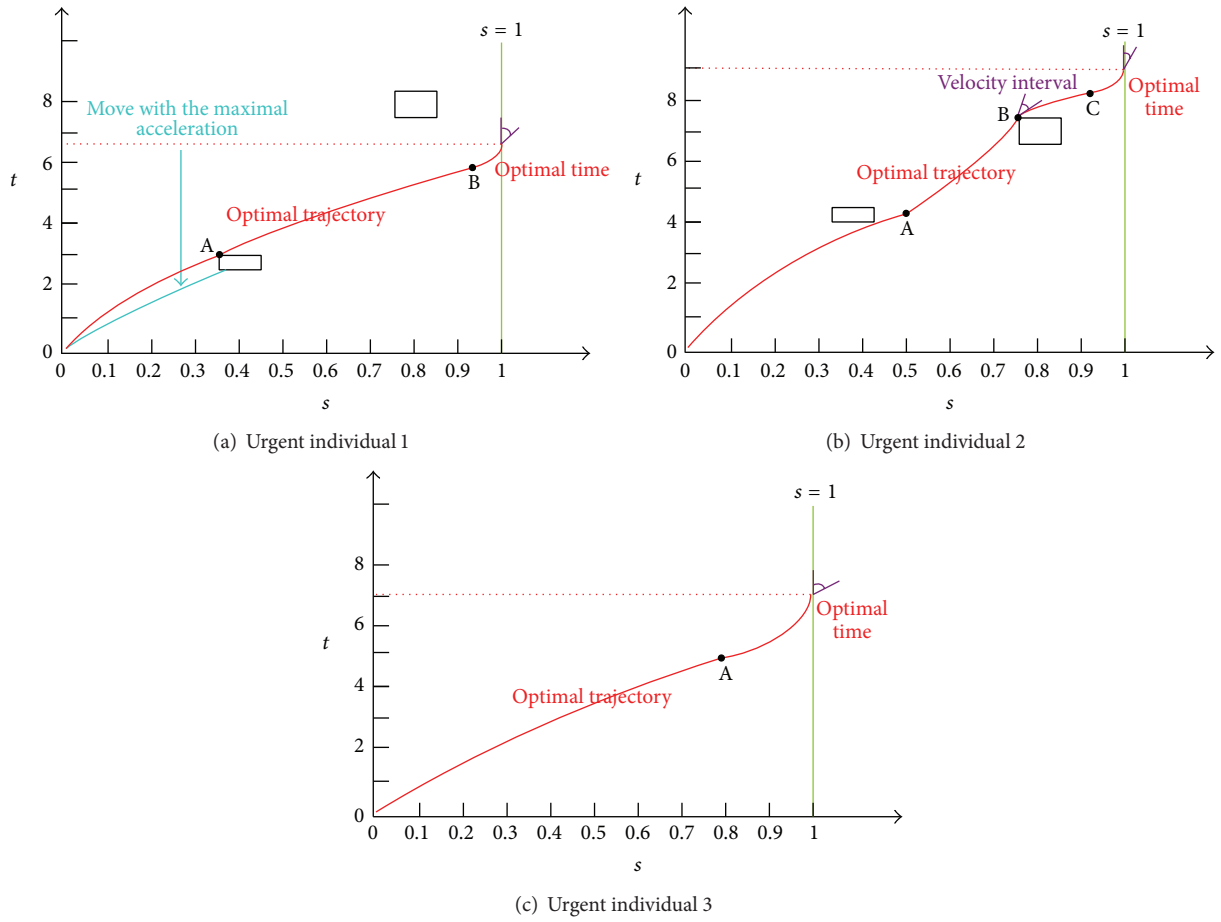 s = 1
8
Move with the maximal
acceleration
6
t
B
Optimal time
4
Optimal trajectory
A
2
0
0 0.1 0.2 0.3 0.4 0.5 0.6 0.7 0.8 0.9 1
s
(a) Urgent individual 1
s = 1
Velocity interval
8
Optimal
time
B
C
6
t
Optimal trajectory
4
A
2
0
0 0.1 0.2 0.3 0.4 0.5 0.6 0.7 0.8 0.9 1
s
(b) Urgent individual 2
s = 1
8
6
Optimal
time
t
A
4
Optimal trajectory
2
0
0 0.1 0.2 0.3 0.4 0.5 0.6 0.7 0.8 0.9 1
s
(c) Urgent individual 3